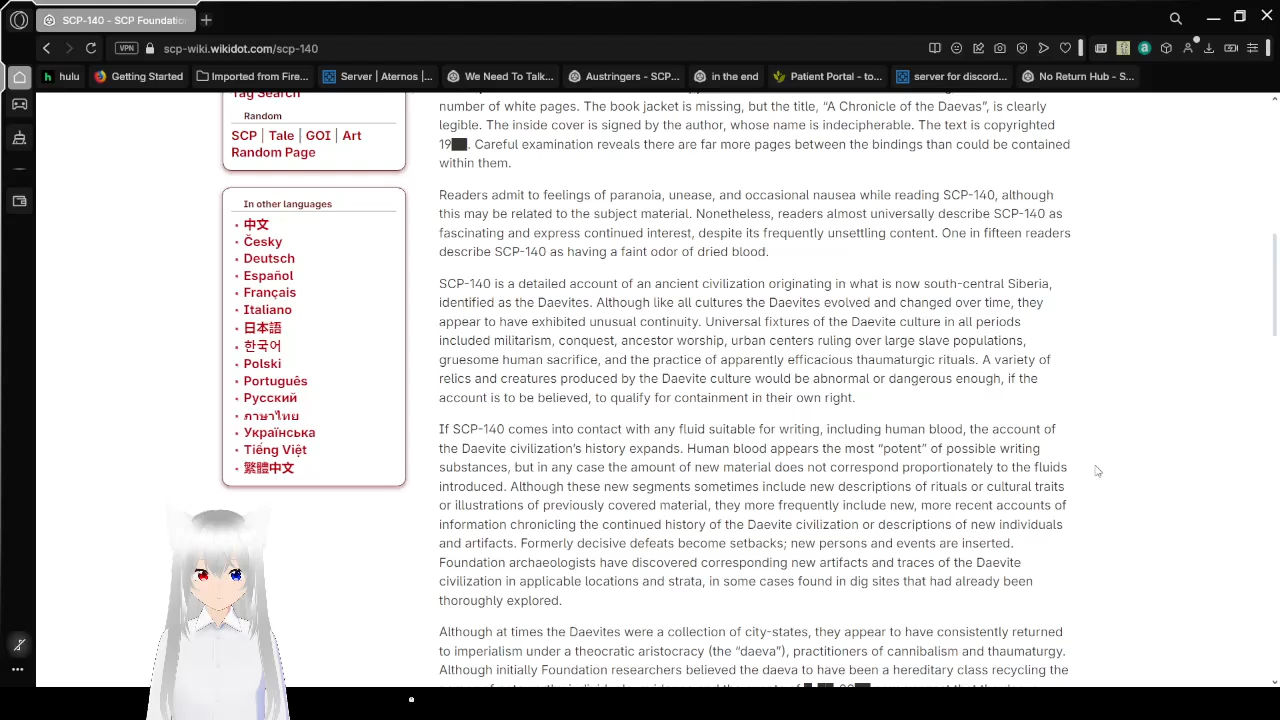 SCP-140 - SCP Foundation
scp-wiki.wikidot.com/scp-140
VPN
hulu
Getting Started
Imported from Fire...
Server | Aternos |...
We Need To Talk...
Austringers - SCP...
in the end
Patient Portal - to...
server for discord...
No Return Hub - S...
Tag Search
Random
SCP | Tale | GOI | Art
Random Page
In other languages
中文
Česky
Deutsch
Español
Français
Italiano
日本語
한국어
Polski
Português
Русский
ภาษาไทย
Українська
Tiếng Việt
繁體中文
number of white pages. The book jacket is missing, but the title, “A Chronicle of the Daevas”, is clearly
legible. The inside cover is signed by the author, whose name is indecipherable. The text is copyrighted
19██. Careful examination reveals there are far more pages between the bindings than could be contained
within them.
Readers admit to feelings of paranoia, unease, and occasional nausea while reading SCP-140, although
this may be related to the subject material. Nonetheless, readers almost universally describe SCP-140 as
fascinating and express continued interest, despite its frequently unsettling content. One in fifteen readers
describe SCP-140 as having a faint odor of dried blood.
SCP-140 is a detailed account of an ancient civilization originating in what is now south-central Siberia,
identified as the Daevites. Although like all cultures the Daevites evolved and changed over time, they
appear to have exhibited unusual continuity. Universal fixtures of the Daevite culture in all periods
included militarism, conquest, ancestor worship, urban centers ruling over large slave populations,
gruesome human sacrifice, and the practice of apparently efficacious thaumaturgic rituals. A variety of
relics and creatures produced by the Daevite culture would be abnormal or dangerous enough, if the
account is to be believed, to qualify for containment in their own right.
If SCP-140 comes into contact with any fluid suitable for writing, including human blood, the account of
the Daevite civilization’s history expands. Human blood appears the most “potent” of possible writing
substances, but in any case the amount of new material does not correspond proportionately to the fluids
introduced. Although these new segments sometimes include new descriptions of rituals or cultural traits
or illustrations of previously covered material, they more frequently include new, more recent accounts of
information chronicling the continued history of the Daevite civilization or descriptions of new individuals
and artifacts. Formerly decisive defeats become setbacks; new persons and events are inserted.
Foundation archaeologists have discovered corresponding new artifacts and traces of the Daevite
civilization in applicable locations and strata, in some cases found in dig sites that had already been
thoroughly explored.
Although at times the Daevites were a collection of city-states, they appear to have consistently returned
to imperialism under a theocratic aristocracy (the “daeva”), practitioners of cannibalism and thaumaturgy.
Although initially Foundation researchers believed the daeva to have been a hereditary class recycling the